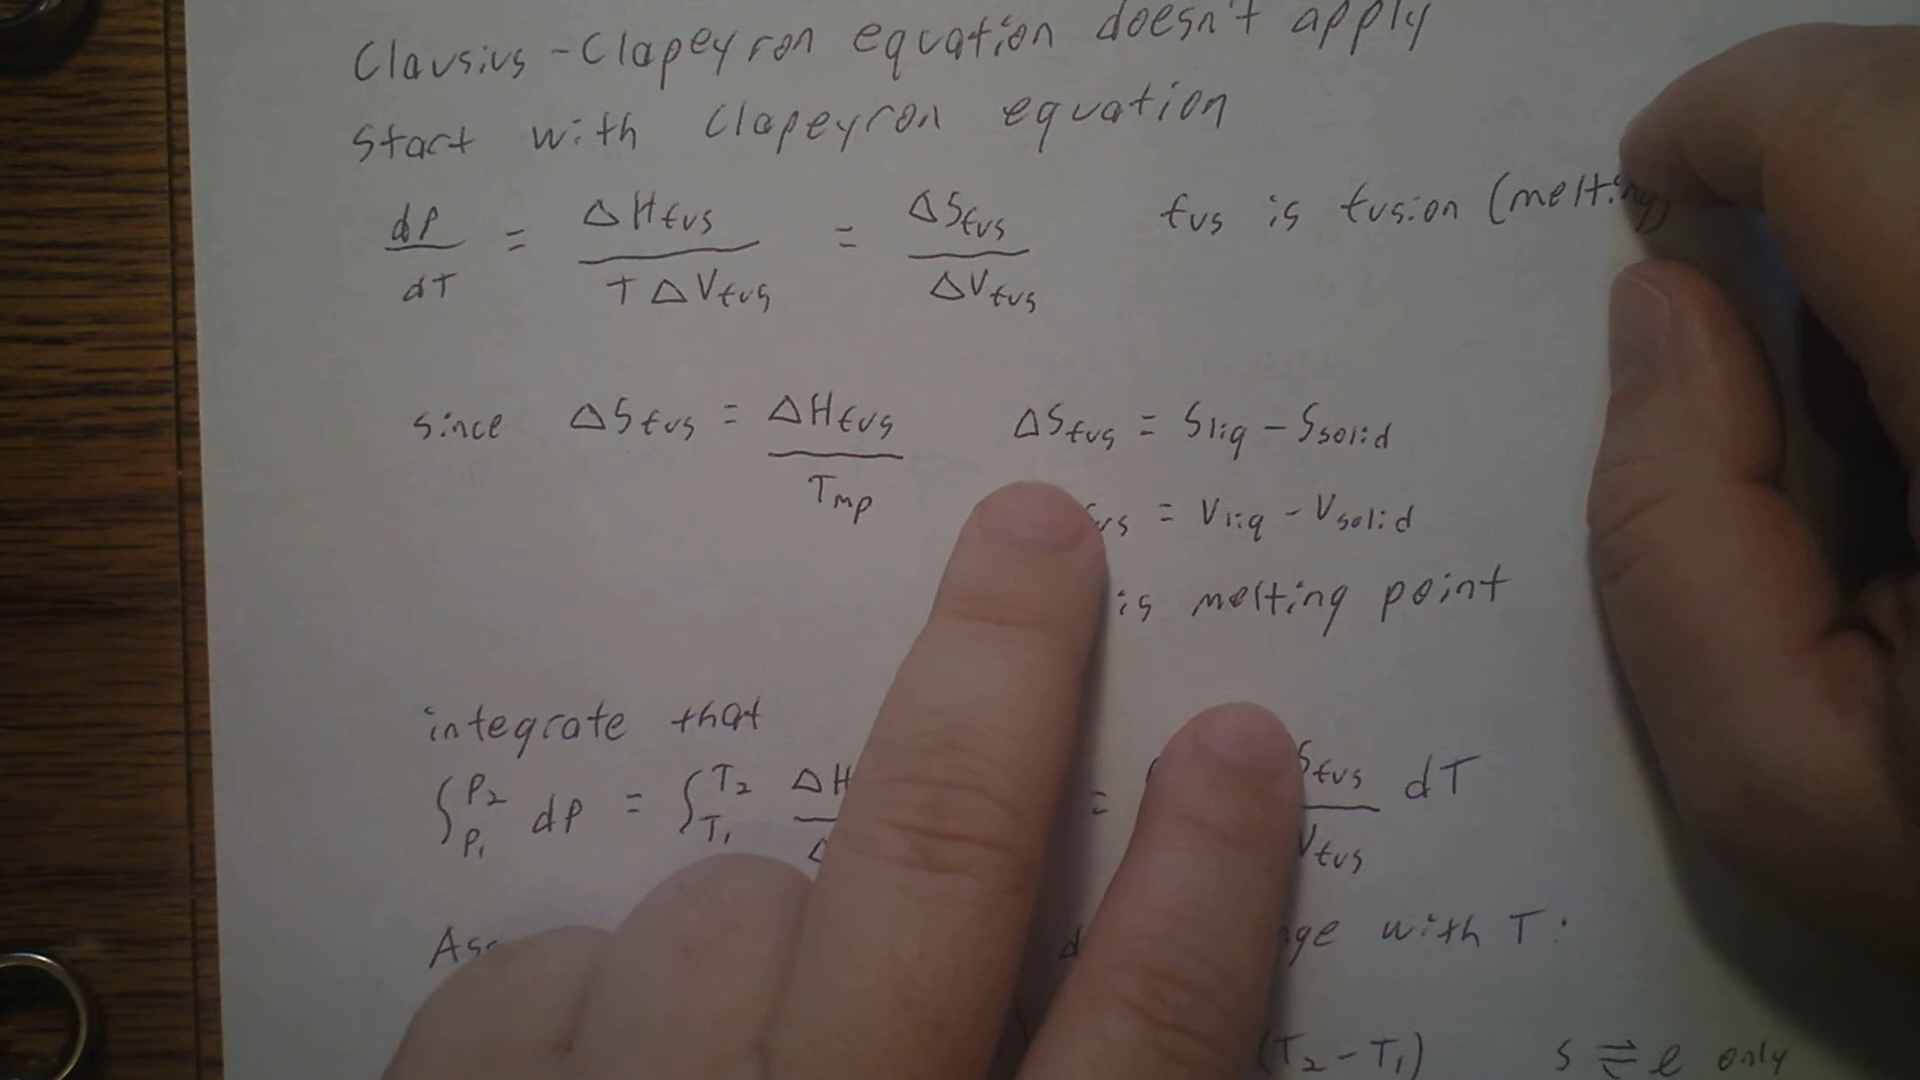 Clausius-Clapeyron equation doesn't apply
Start with Clapeyron equation
dP/dT = ΔHfus/TΔVfus = ΔSfus/ΔVfus fus is fusion (melting)
since ΔSfus = ΔHfus/Tmp ΔSfus = Sliq - Ssolid
= Vliq - Vsolid
is melting point
integrate that
∫P1 P2 dP = ∫T1 T2 ΔH = Sfus/Vfus dT
with T:
(T2 - T1) s ⇌ l only